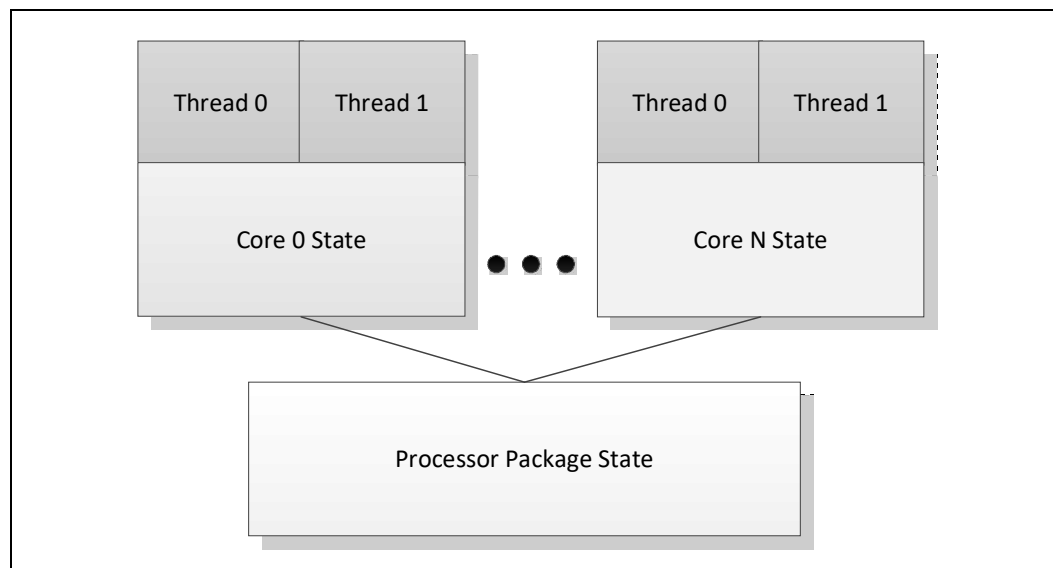 Thread 0
Thread 1
Thread 0
Thread 1
Core 0 State
Core N State
Processor Package State